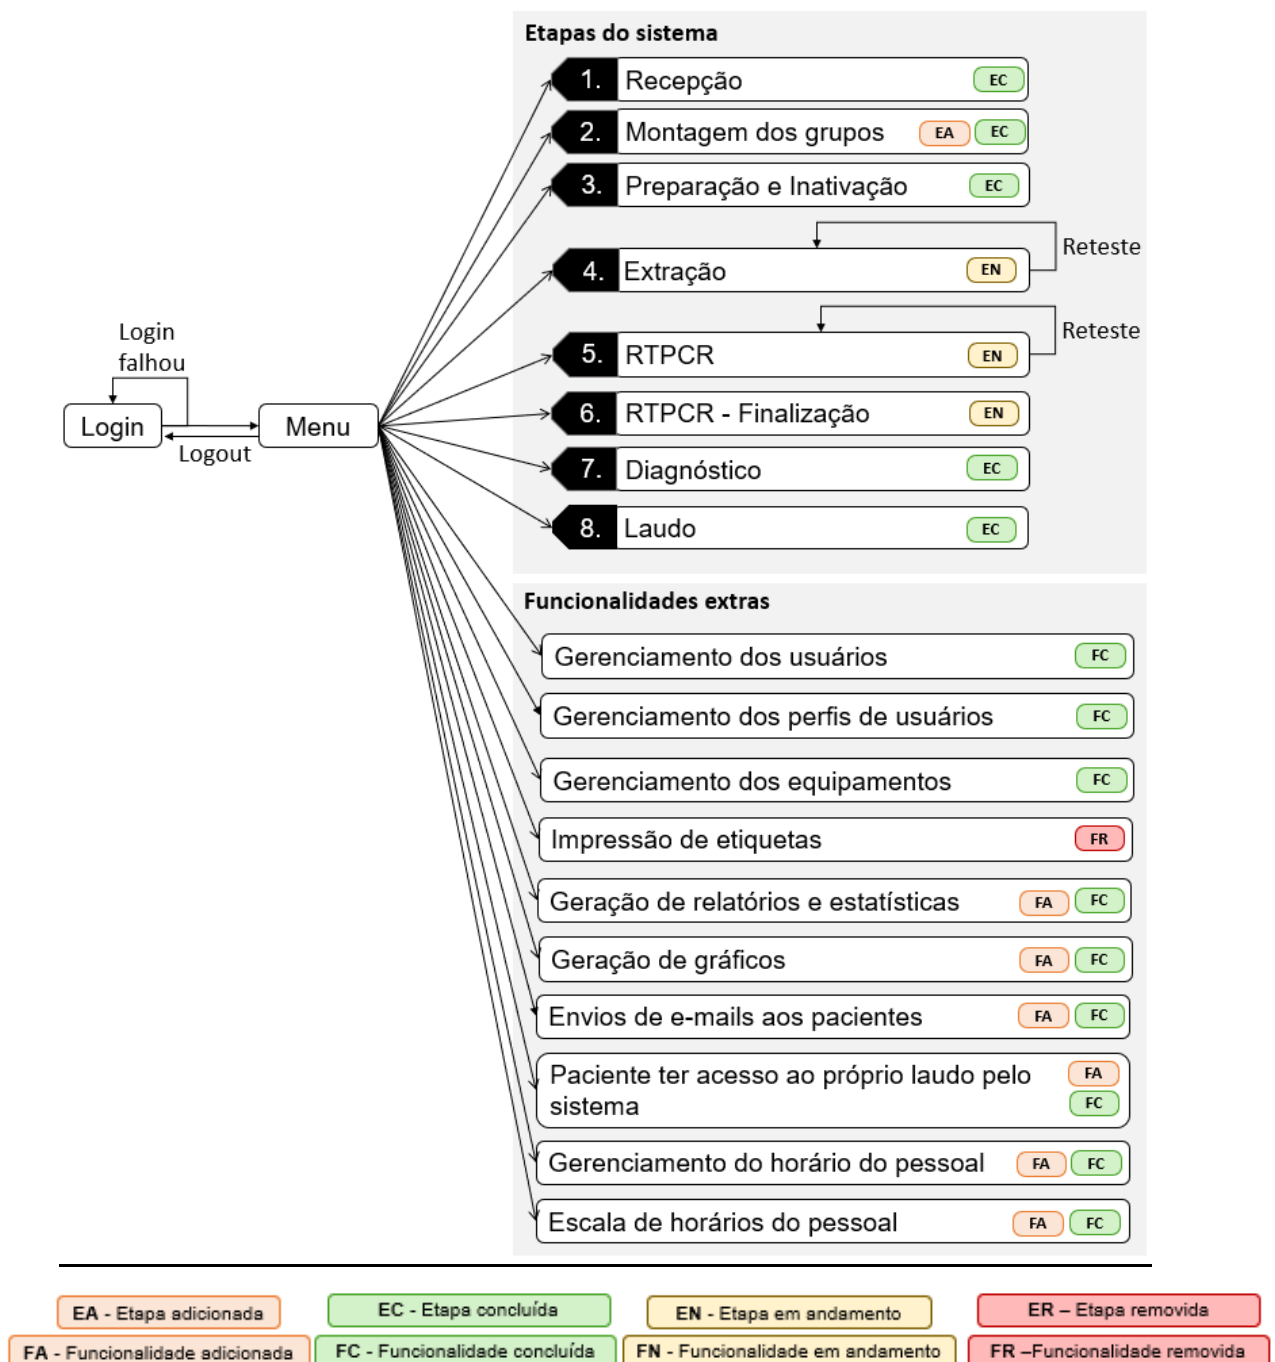 Etapas do sistema
1. Recepção EC
2. Montagem dos grupos EA EC
3. Preparação e Inativação EC
Reteste
4. Extração EN
Reteste
5. RTPCR EN
6. RTPCR - Finalização EN
7. Diagnóstico EC
8. Laudo EC
Login
falhou
Login
Menu
Logout
Funcionalidades extras
Gerenciamento dos usuários FC
Gerenciamento dos perfis de usuários FC
Gerenciamento dos equipamentos FC
Impressão de etiquetas FR
Geração de relatórios e estatísticas FA FC
Geração de gráficos FA FC
Envios de e-mails aos pacientes FA FC
Paciente ter acesso ao próprio laudo pelo FA
sistema FC
Gerenciamento do horário do pessoal FA FC
Escala de horários do pessoal FA FC
EA - Etapa adicionada EC - Etapa concluída EN - Etapa em andamento ER – Etapa removida
FA - Funcionalidade adicionada FC - Funcionalidade concluída FN - Funcionalidade em andamento FR –Funcionalidade removida